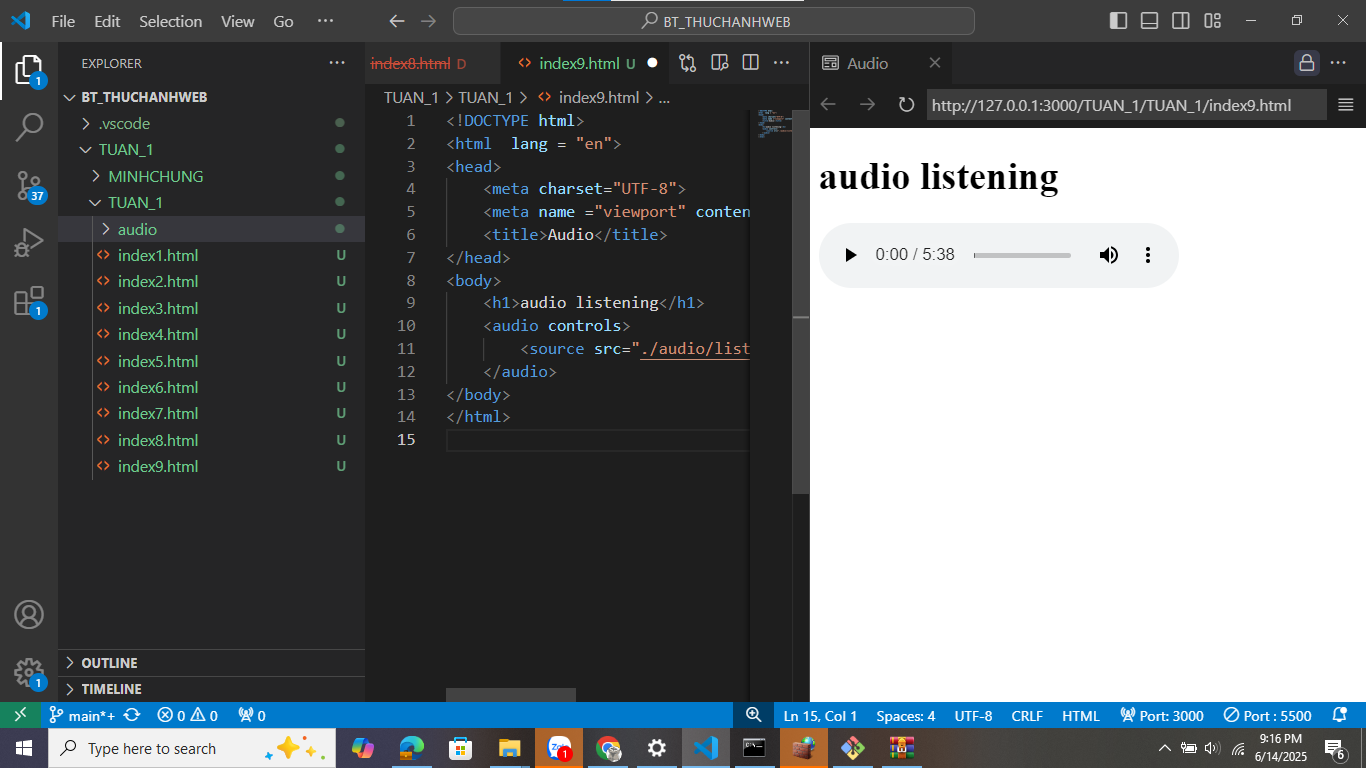 File Edit Selection View Go ··· BT_THUCHANHWEB
EXPLORER ···
BT_THUCHANHWEB
.vscode
TUAN_1
MINHCHUNG
TUAN_1
audio
index1.html U
index2.html U
index3.html U
index4.html U
index5.html U
index6.html U
index7.html U
index8.html U
index9.html U
OUTLINE
TIMELINE
1
37
1
1
index8.html D index9.html U
TUAN_1 > TUAN_1 > index9.html > ...
1 <!DOCTYPE html>
2 <html  lang = "en">
3 <head>
4     <meta charset="UTF-8">
5     <meta name ="viewport" conten
6     <title>Audio</title>
7 </head>
8 <body>
9     <h1>audio listening</h1>
10     <audio controls>
11         <source src="./audio/list
12     </audio>
13 </body>
14 </html>
15
Audio
http://127.0.0.1:3000/TUAN_1/TUAN_1/index9.html
audio listening
0:00 / 5:38
main*+ 0 0 0 Ln 15, Col 1 Spaces: 4 UTF-8 CRLF HTML Port: 3000 Port : 5500
Type here to search
Zalo
1
9:16 PM
6/14/2025
6